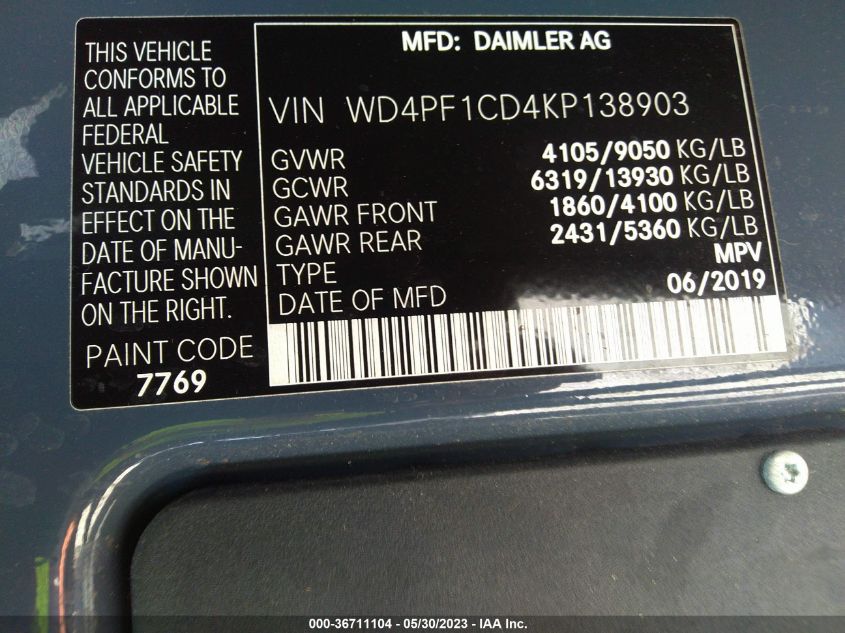 THIS VEHICLE
CONFORMS TO
ALL APPLICABLE
FEDERAL
VEHICLE SAFETY
STANDARDS IN
EFFECT ON THE
DATE OF MANU-
FACTURE SHOWN
ON THE RIGHT.
PAINT CODE
7769
MFD: DAIMLER AG
VIN WD4PF1CD4KP138903
GVWR 4105/9050 KG/LB
GCWR 6319/13930 KG/LB
GAWR FRONT 1860/4100 KG/LB
GAWR REAR 2431/5360 KG/LB
TYPE MPV
DATE OF MFD 06/2019
000-36711104 - 05/30/2023 - IAA Inc.